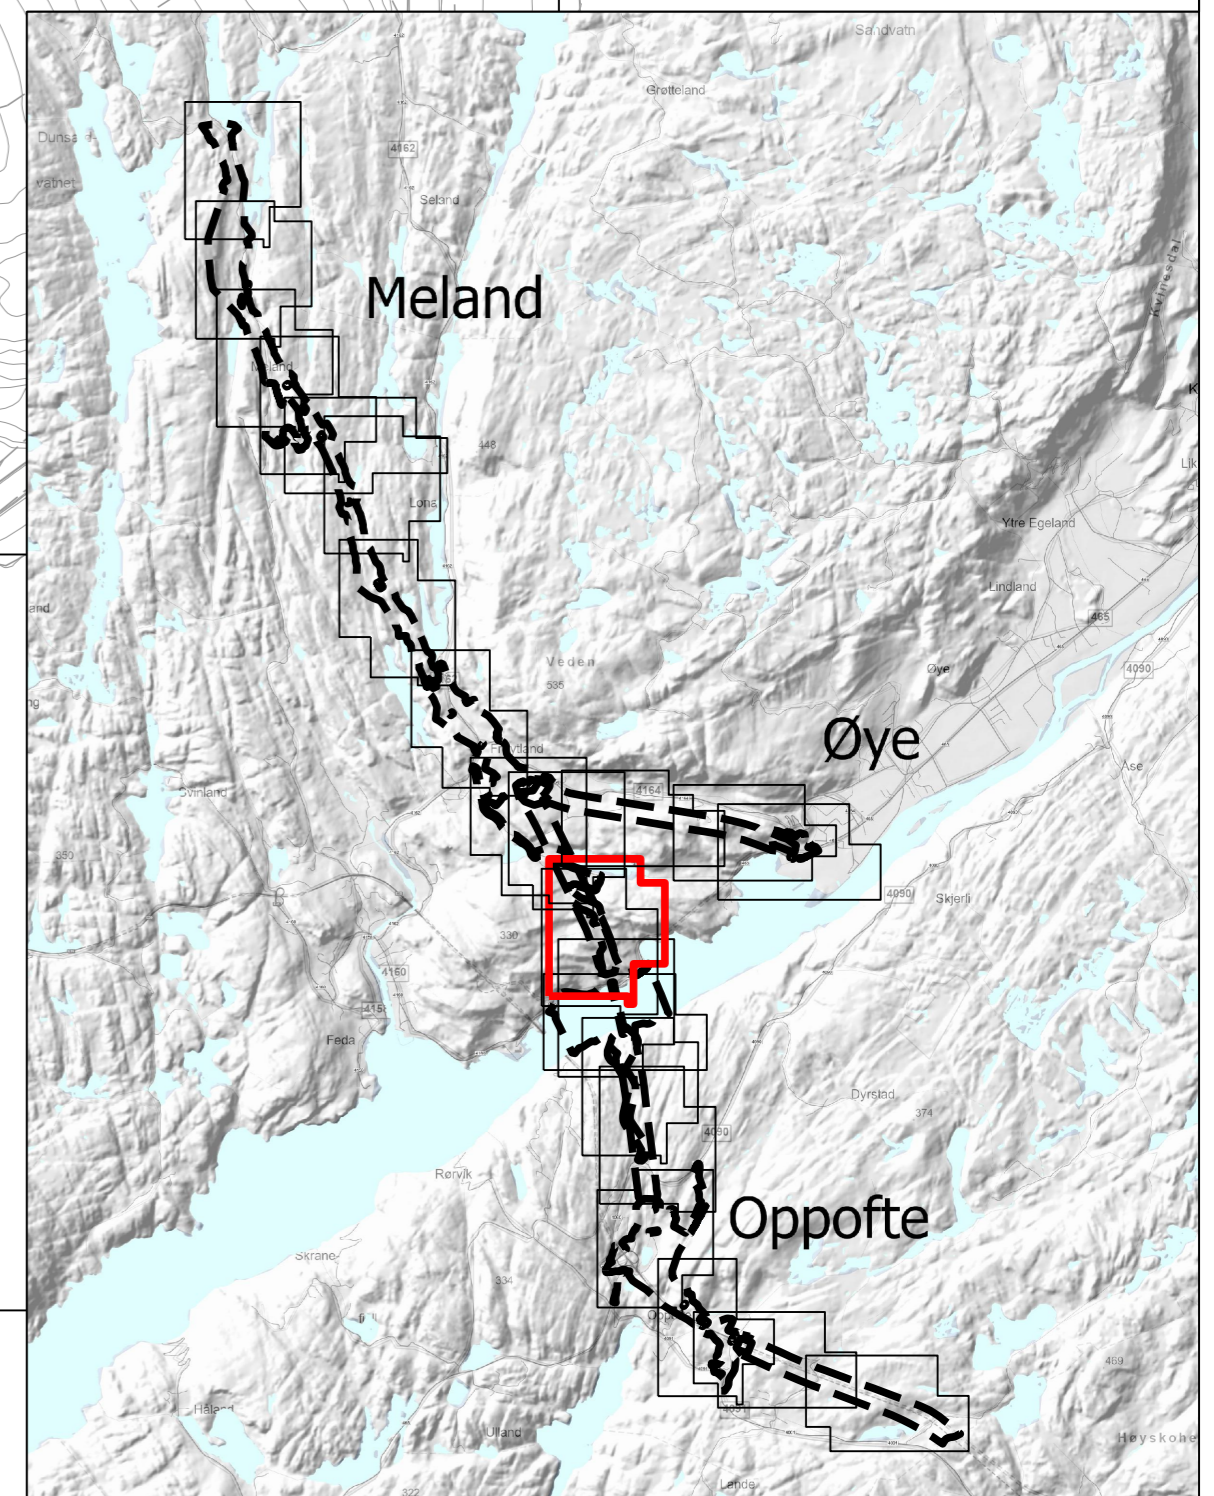 Sandvatn
Grøtteland
4162
vatnet
Seland
Kvinesdal
Meland
Meland
448
Lona
Ytre Egeland
Lindland
465
Øye
4090
Veden
535
Øye
Ase
Frøytland
4164
Svinland
350
4090
Skjerli
330
4160
Feda
Dyrstad
374
4090
Rørvik
Oppofte
Skrane-
334
469
Håland
Ulland
Høyskohe
Lande
322